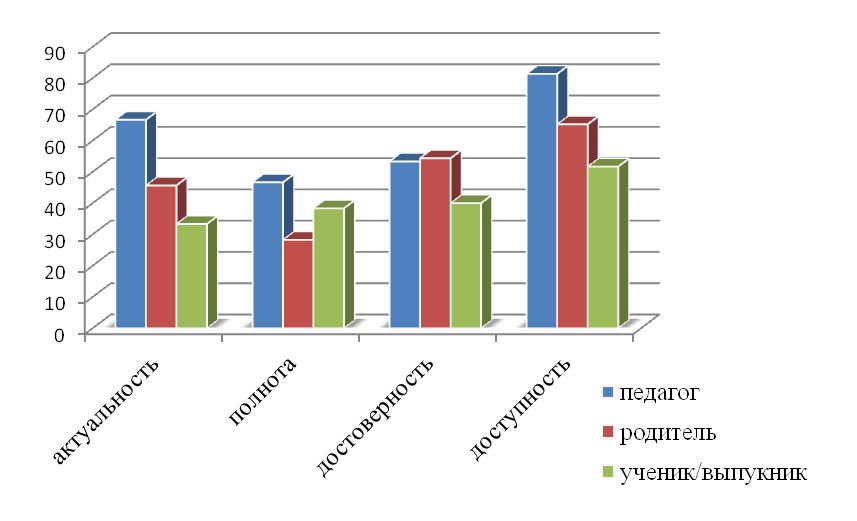 90
80
70
60
50
40
30
20
10
0
актуальность
полнота
достоверность
доступность
педагог
родитель
ученик/выпукник